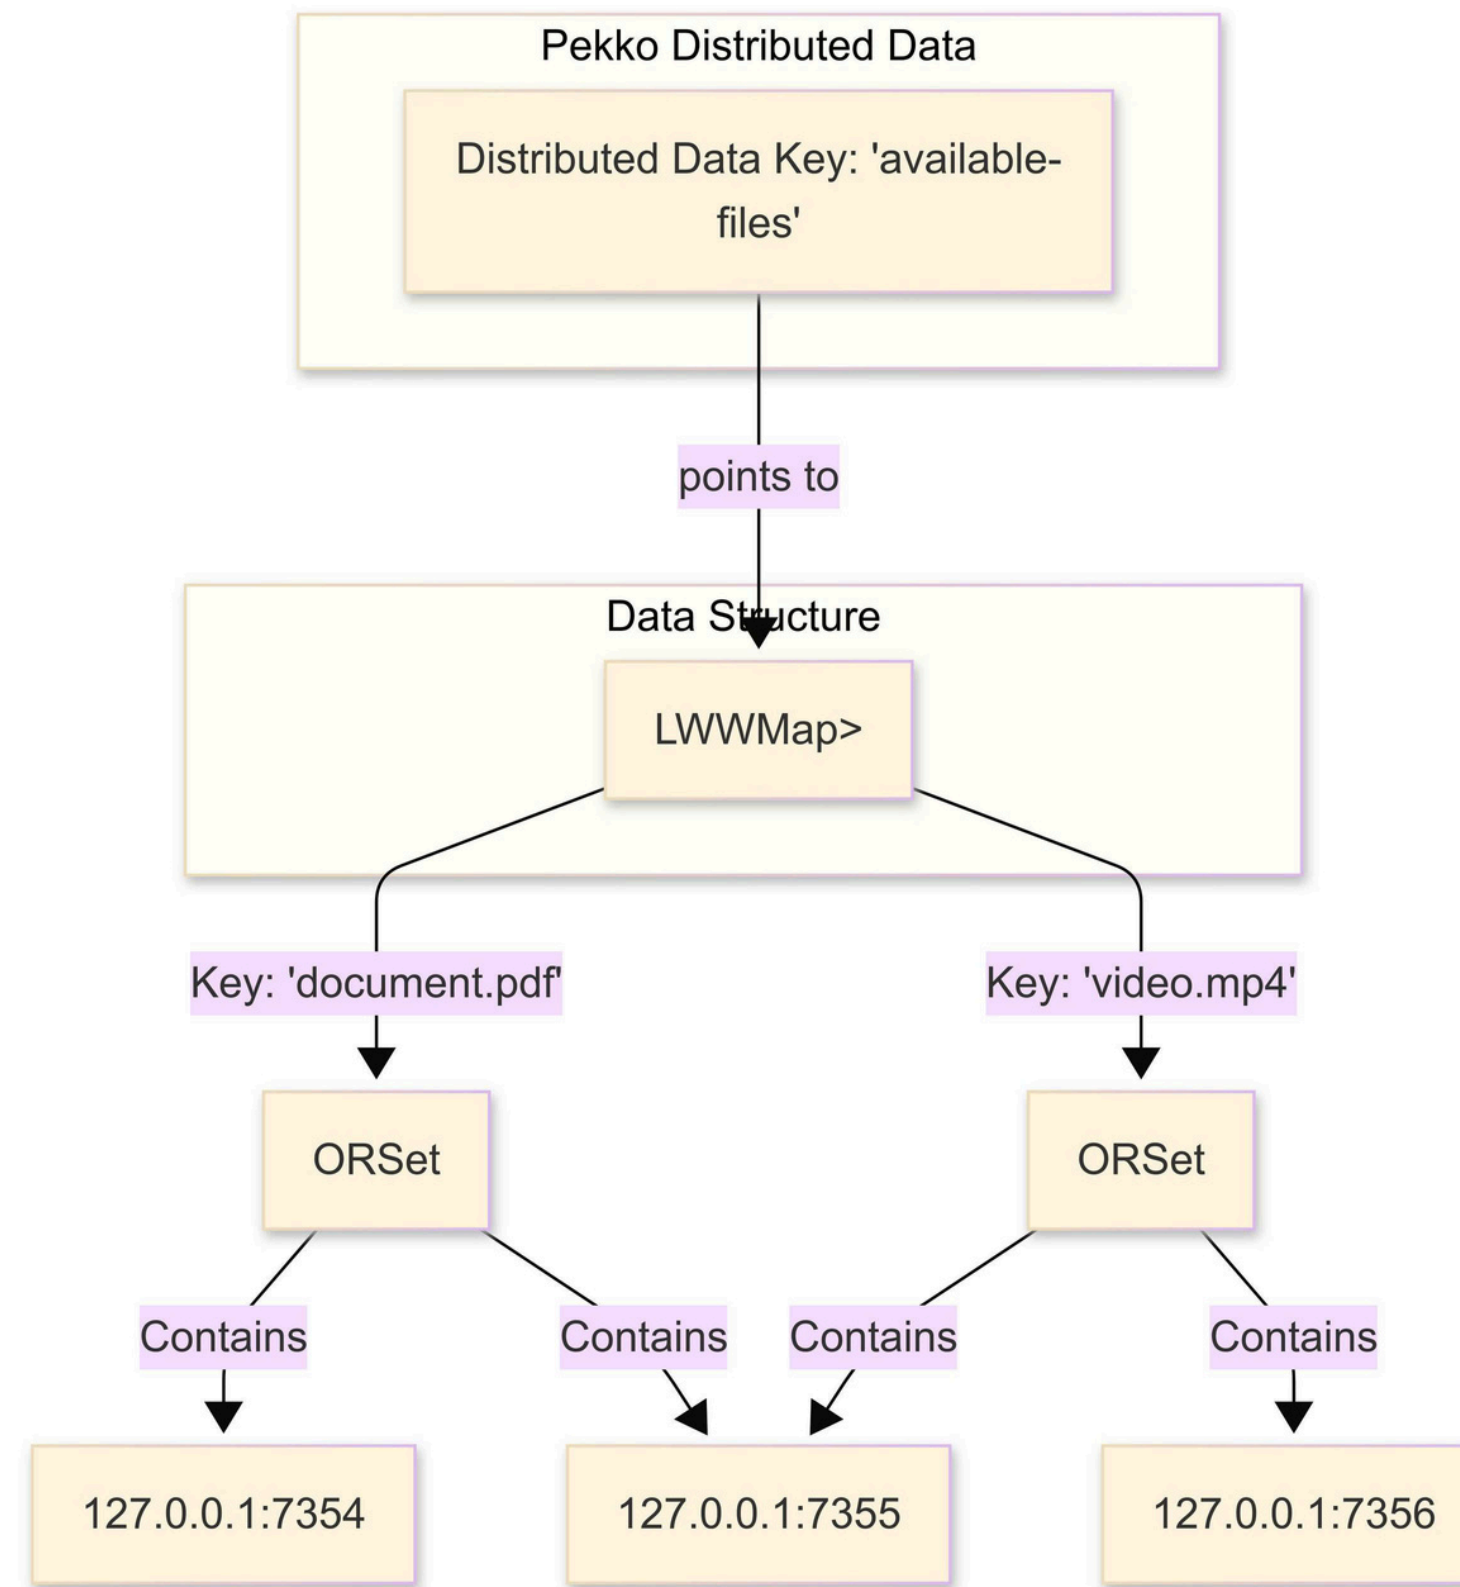 Pekko Distributed Data
Distributed Data Key: 'available-
files'
points to
Data Structure
LWWMap>
Key: 'document.pdf'
Key: 'video.mp4'
ORSet
ORSet
Contains
Contains
Contains
Contains
127.0.0.1:7354
127.0.0.1:7355
127.0.0.1:7356